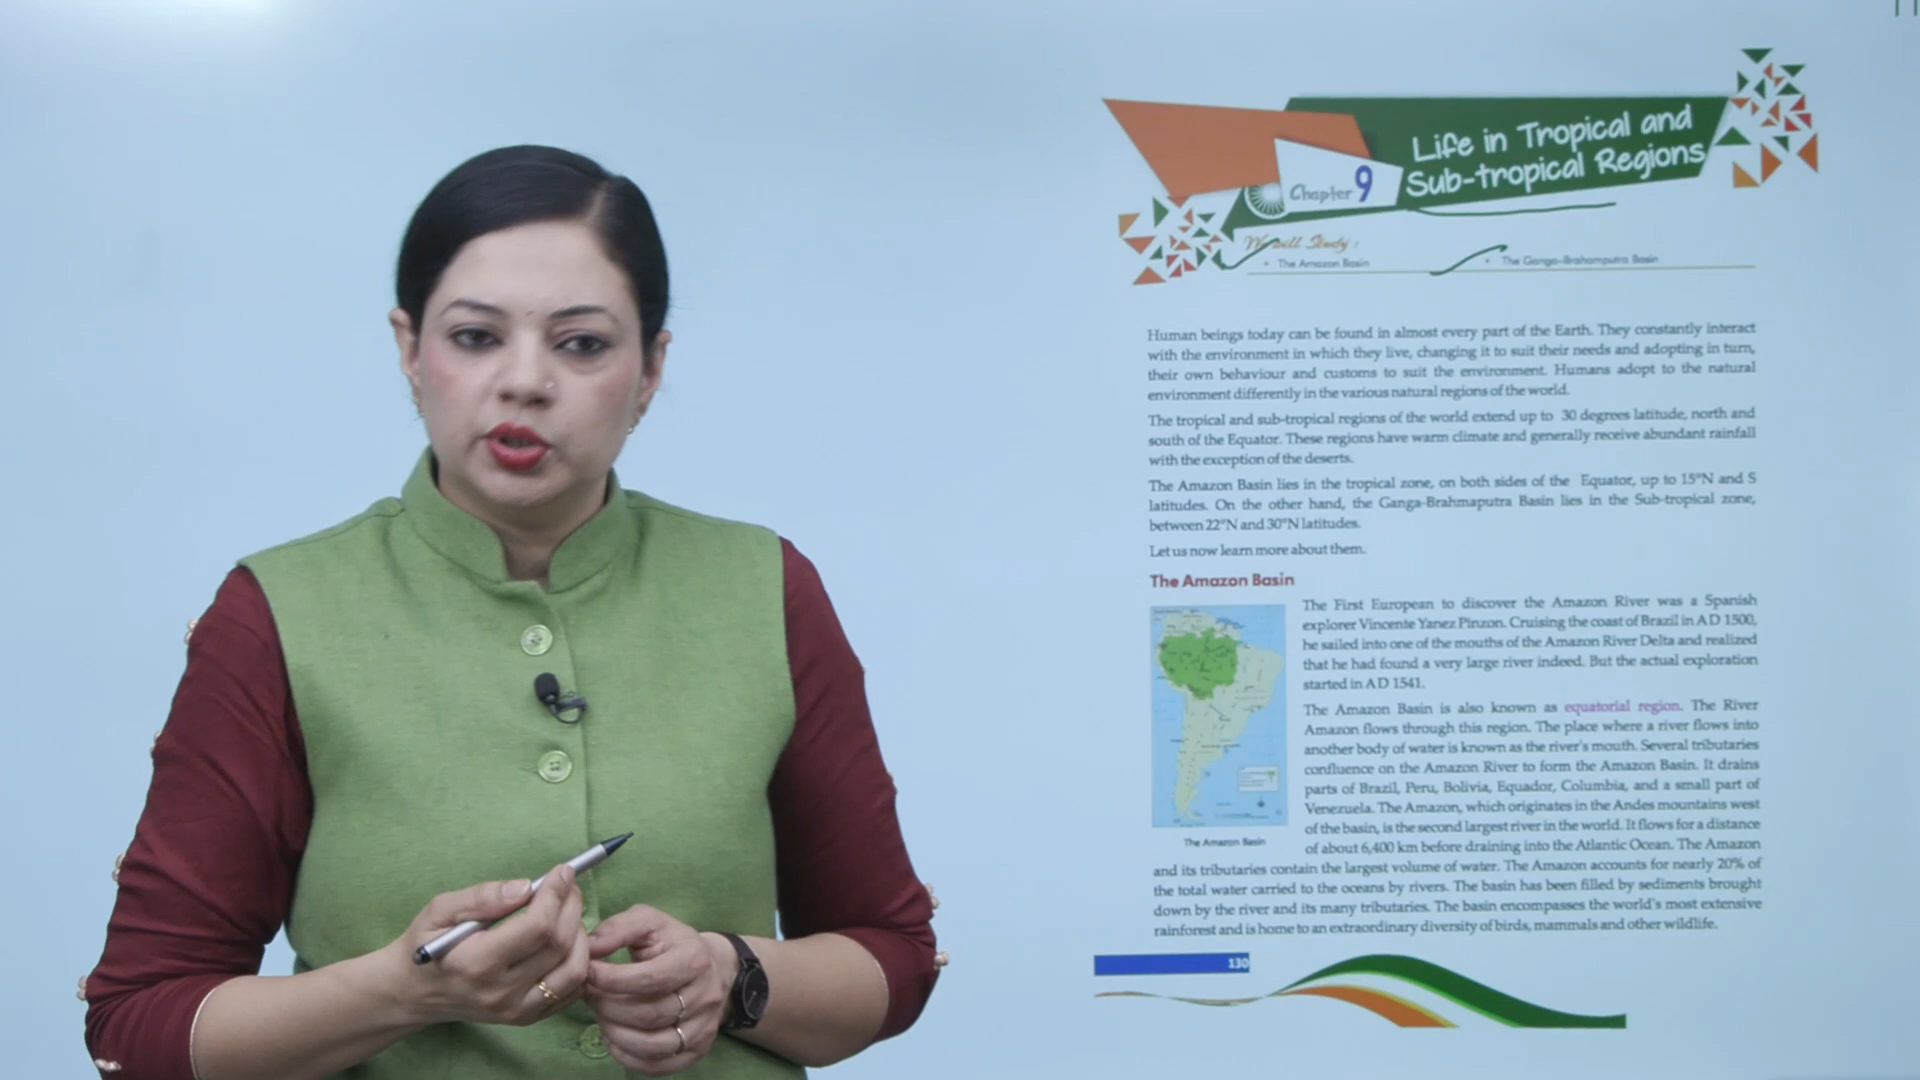 Life in Tropical and
Sub-tropical Regions
Chapter 9
We will Study :
• The Amazon Basin
• The Ganga-Brahamputra Basin
Human beings today can be found in almost every part of the Earth. They constantly interact
with the environment in which they live, changing it to suit their needs and adopting in turn,
their own behaviour and customs to suit the environment. Humans adopt to the natural
environment differently in the various natural regions of the world.
The tropical and sub-tropical regions of the world extend up to 30 degrees latitude, north and
south of the Equator. These regions have warm climate and generally receive abundant rainfall
with the exception of the deserts.
The Amazon Basin lies in the tropical zone, on both sides of the Equator, up to 15°N and S
latitudes. On the other hand, the Ganga-Brahmaputra Basin lies in the Sub-tropical zone,
between 22°N and 30°N latitudes.
Let us now learn more about them.
The Amazon Basin
The First European to discover the Amazon River was a Spanish
explorer Vincente Yanez Pinzon. Cruising the coast of Brazil in AD 1500,
he sailed into one of the mouths of the Amazon River Delta and realized
that he had found a very large river indeed. But the actual exploration
started in AD 1541.
The Amazon Basin is also known as equatorial region. The River
Amazon flows through this region. The place where a river flows into
another body of water is known as the river's mouth. Several tributaries
confluence on the Amazon River to form the Amazon Basin. It drains
parts of Brazil, Peru, Bolivia, Equador, Columbia, and a small part of
Venezuela. The Amazon, which originates in the Andes mountains west
of the basin, is the second largest river in the world. It flows for a distance
of about 6,400 km before draining into the Atlantic Ocean. The Amazon
The Amazon Basin
and its tributaries contain the largest volume of water. The Amazon accounts for nearly 20% of
the total water carried to the oceans by rivers. The basin has been filled by sediments brought
down by the river and its many tributaries. The basin encompasses the world's most extensive
rainforest and is home to an extraordinary diversity of birds, mammals and other wildlife.
130